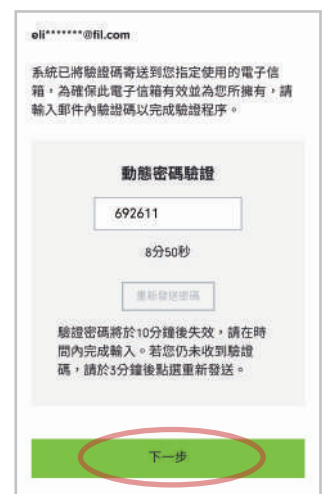 eli*******@fil.com
系統已將驗證碼寄送到您指定使用的電子信
箱，為確保此電子信箱有效並為您所擁有，請
輸入郵件內驗證碼以完成驗證程序。
動態密碼驗證
692611
8分50秒
重新發送密碼
驗證密碼將於10分鐘後失效，請在時
間內完成輸入。若您仍未收到驗證
碼，請於3分鐘後點選重新發送。
下一步